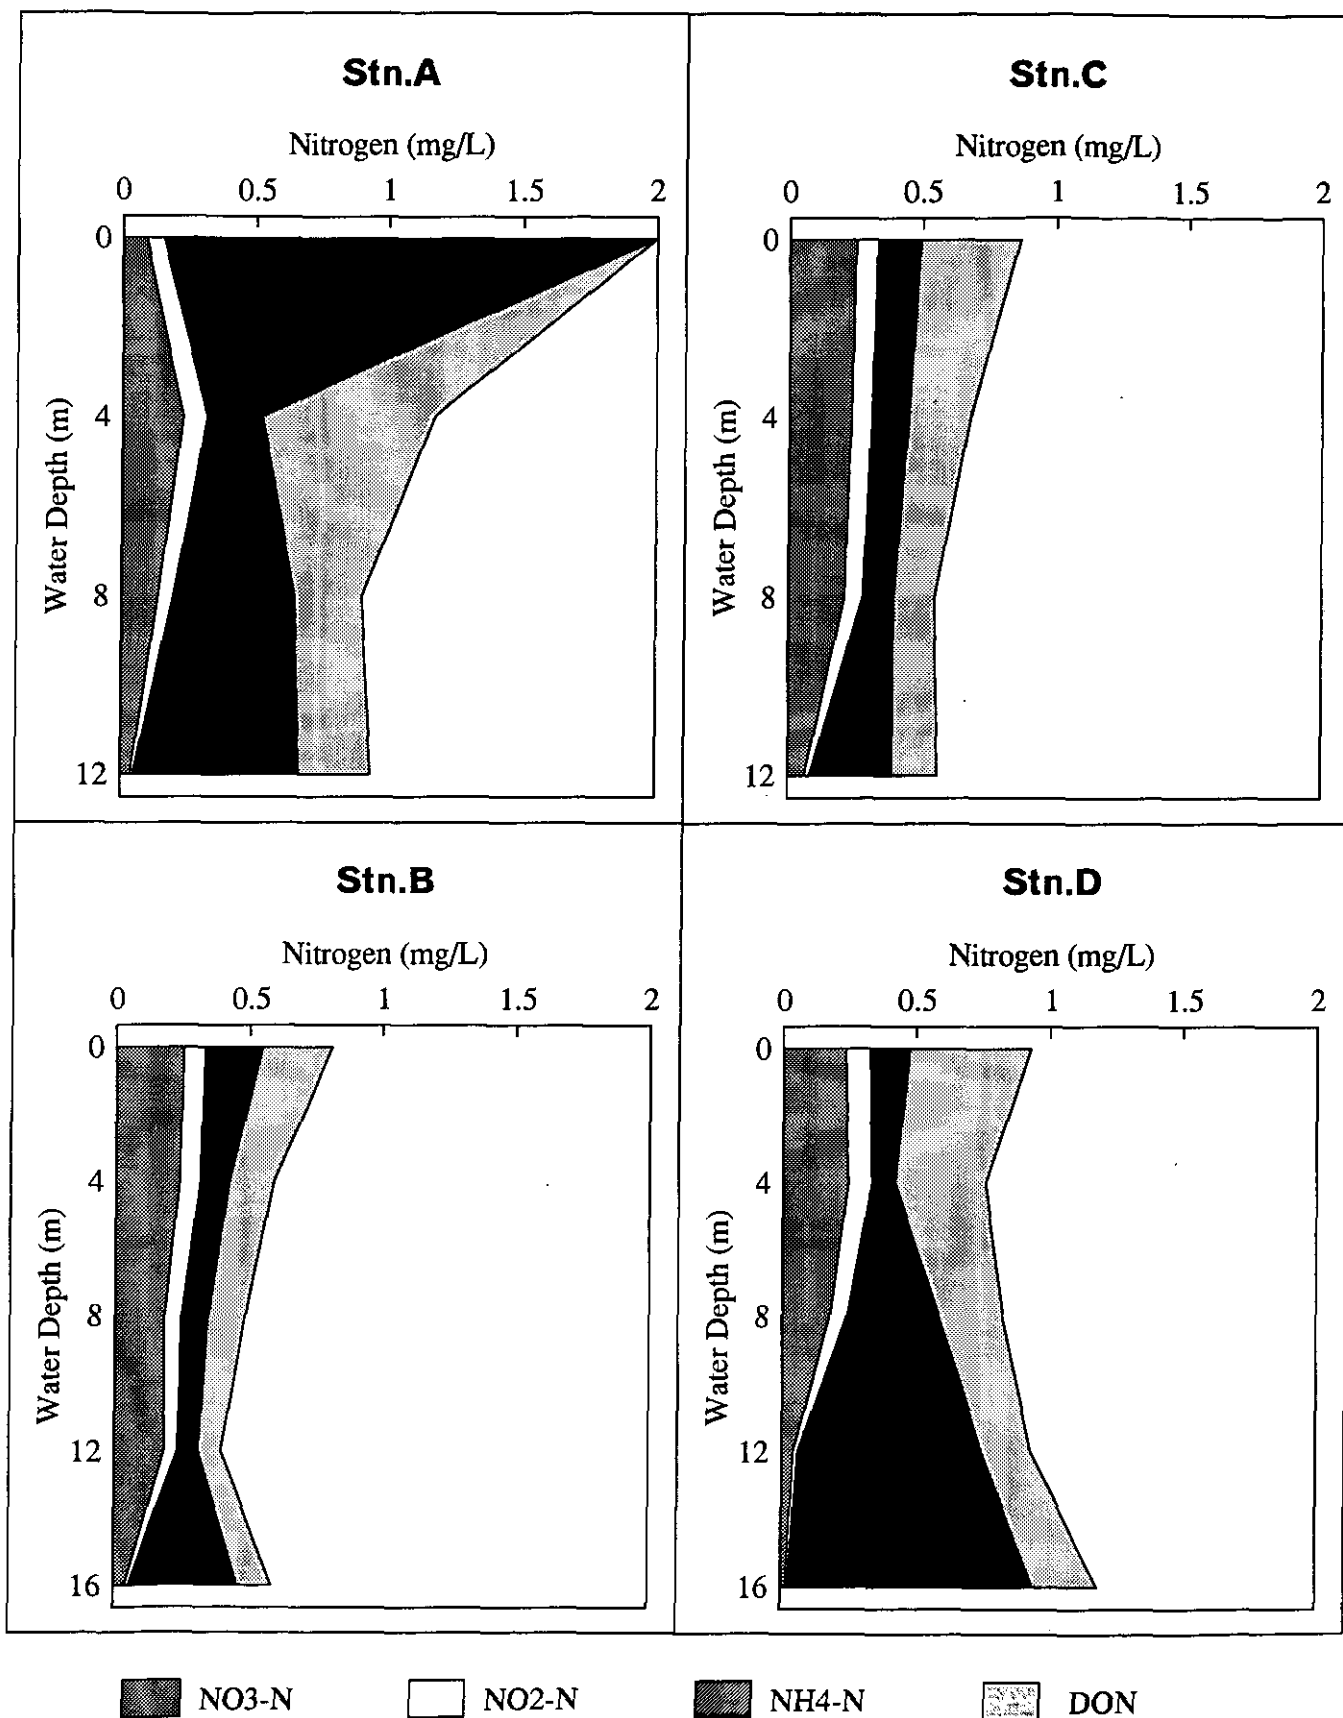 Stn.A
Nitrogen (mg/L)
0 0.5 1 1.5 2
Water Depth (m)
0
4
8
12
Stn.C
Nitrogen (mg/L)
0 0.5 1 1.5 2
Water Depth (m)
0
4
8
12
Stn.B
Nitrogen (mg/L)
0 0.5 1 1.5 2
Water Depth (m)
0
4
8
12
16
Stn.D
Nitrogen (mg/L)
0 0.5 1 1.5 2
Water Depth (m)
0
4
8
12
16
NO3-N NO2-N NH4-N DON